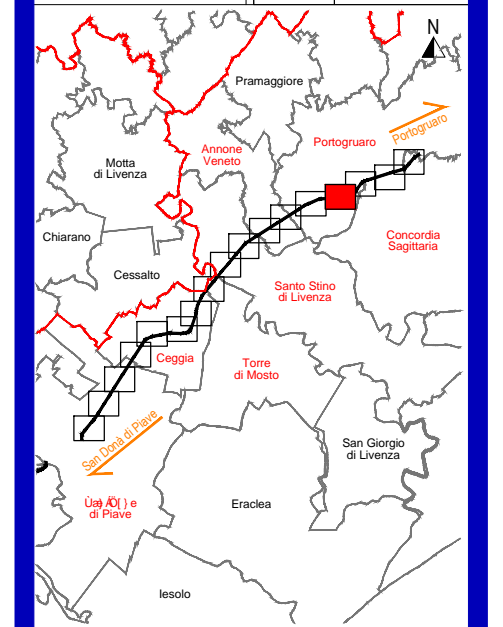 N
Pramaggiore
Portogruaro
Portogruaro
Annone
Veneto
Motta
di Livenza
Chiarano
Concordia
Sagittaria
Cessalto
Santo Stino
di Livenza
Ceggia
Torre
di Mosto
San Donà di Piave
San Giorgio
di Livenza
di Piave
Eraclea
Iesolo